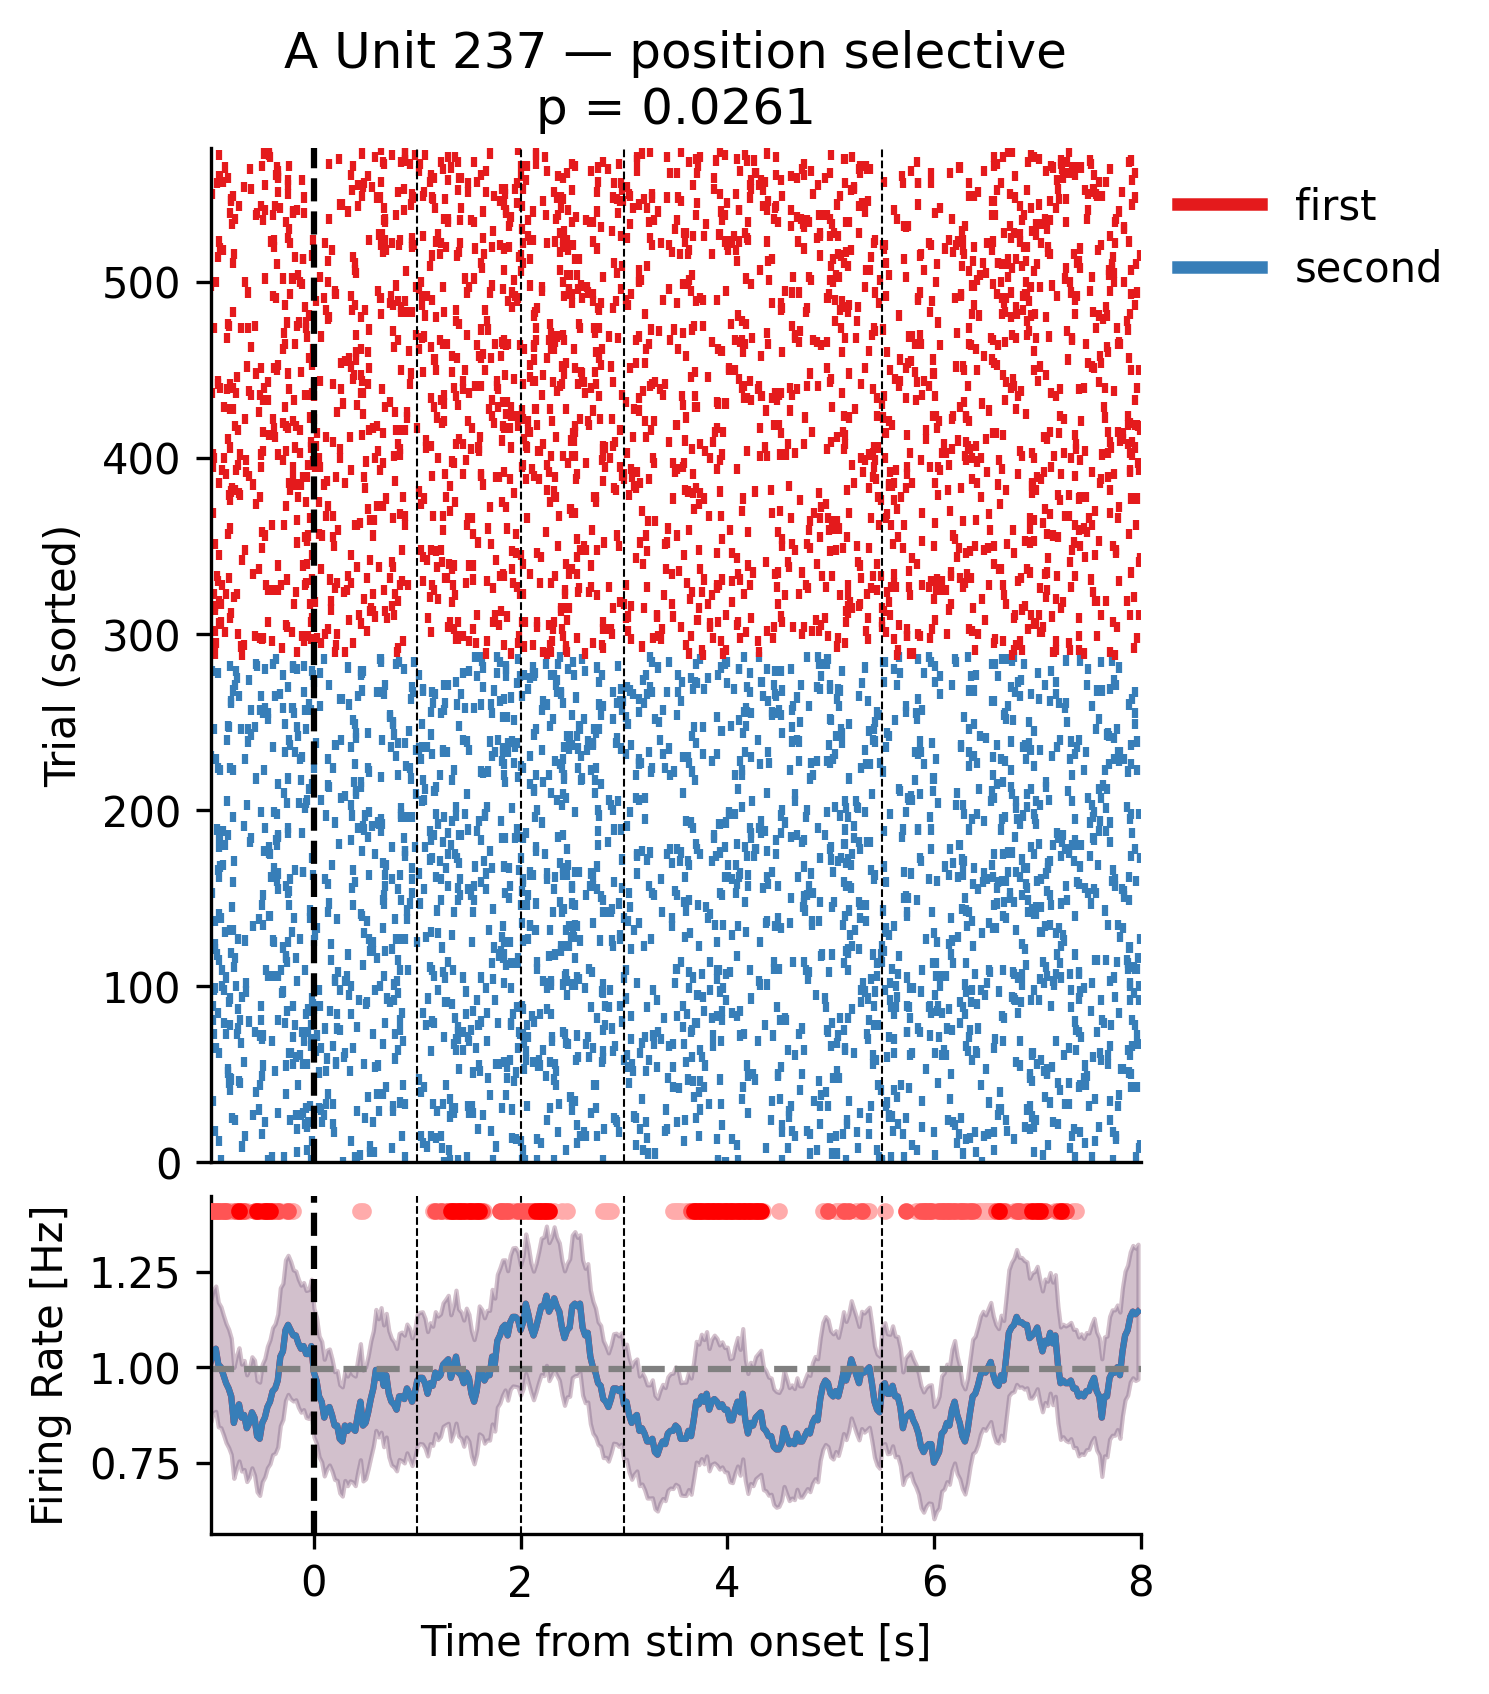 A Unit 237 — position selective
p = 0.0261
first
second
Trial (sorted)
500
400
300
200
100
0
Firing Rate [Hz]
1.25
1.00
0.75
0 2 4 6 8
Time from stim onset [s]